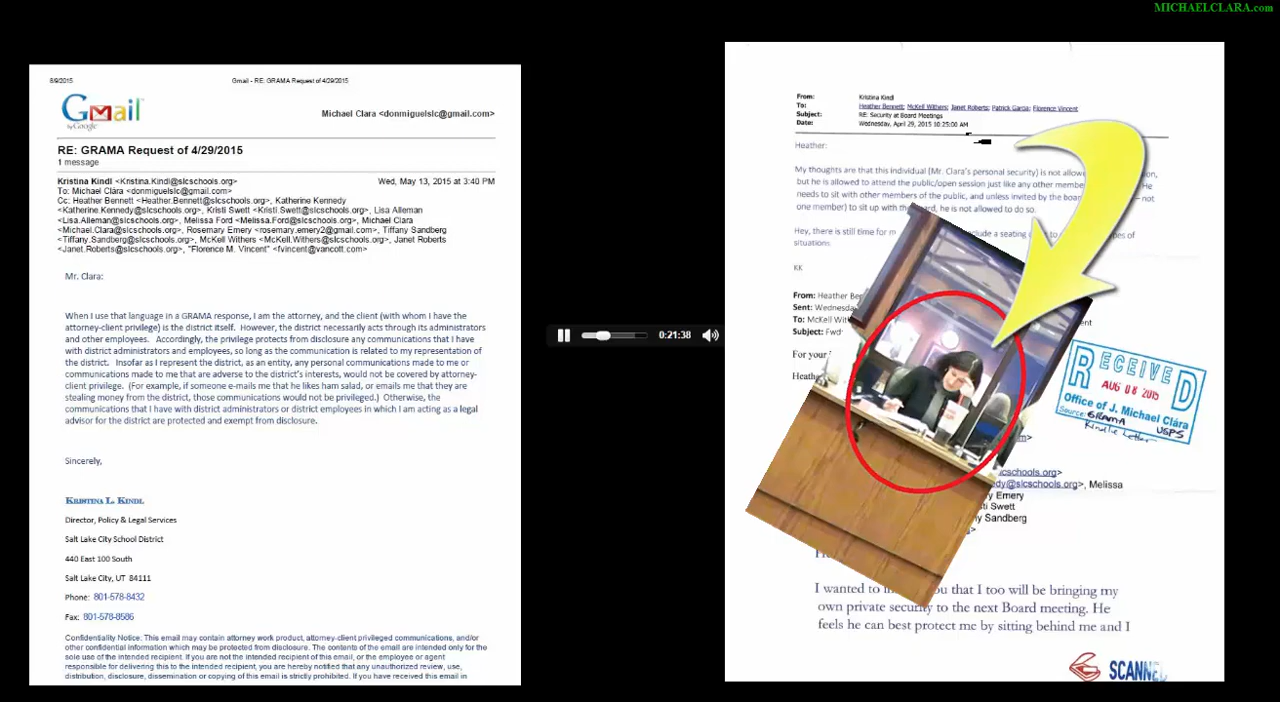 MICHAELCLARA.com
8/9/2015
Gmail - RE: GRAMA Request of 4/29/2015
Gmail
by Google
Michael Clara <donmiguelslc@gmail.com>
RE: GRAMA Request of 4/29/2015
1 message
Kristina Kindl <Kristina.Kindl@slcschools.org>
Wed, May 13, 2015 at 3:40 PM
To: Michael Clára <donmiguelslc@gmail.com>
Cc: Heather Bennett <Heather.Bennett@slcschools.org>, Katherine Kennedy
<Katherine.Kennedy@slcschools.org>, Kristi Swett <Kristi.Swett@slcschools.org>, Lisa Alleman
<Lisa.Alleman@slcschools.org>, Melissa Ford <Melissa.Ford@slcschools.org>, Michael Clara
<Michael.Clara@slcschools.org>, Rosemary Emery <rosemary.emery2@gmail.com>, Tiffany Sandberg
<Tiffany.Sandberg@slcschools.org>, McKell Withers <McKell.Withers@slcschools.org>, Janet Roberts
<Janet.Roberts@slcschools.org>, "Florence M. Vincent" <fvincent@vancott.com>
Mr. Clara:
When I use that language in a GRAMA response, I am the attorney, and the client (with whom I have the
attorney-client privilege) is the district itself. However, the district necessarily acts through its administrators
and other employees. Accordingly, the privilege protects from disclosure any communications that I have
with district administrators and employees, so long as the communication is related to my representation of
the district. Insofar as I represent the district, as an entity, any personal communications made to me or
communications made to me that are adverse to the district's interests, would not be covered by attorney-
client privilege. (For example, if someone e-mails me that he likes ham salad, or emails me that they are
stealing money from the district, those communications would not be privileged.) Otherwise, the
communications that I have with district administrators or district employees in which I am acting as a legal
advisor for the district are protected and exempt from disclosure.
Sincerely,
KRISTINA L. KINDL
Director, Policy & Legal Services
Salt Lake City School District
440 East 100 South
Salt Lake City, UT 84111
Phone: 801-578-8432
Fax: 801-578-8586
Confidentiality Notice: This email may contain attorney work product, attorney-client privileged communications, and/or
other confidential information which may be protected from disclosure. The contents of the email are intended only for the
sole use of the intended recipient. If you are not the intended recipient of this email, or the employee or agent
responsible for delivering this to the intended recipient, you are hereby notified that any unauthorized review, use,
distribution, disclosure, dissemination or copying of this email is strictly prohibited. If you have received this email in
0:21:38
From: Kristina Kindl
To: Heather Bennett; McKell Withers; Janet Roberts; Patrick Garcia; Florence Vincent
Subject: RE: Security at Board Meetings
Date: Wednesday, April 29, 2015 10:25:00 AM
Heather:
My thoughts are that this individual (Mr. Clara's personal security) is not
but he is allowed to attend the public/open session just like any other He
needs to sit with other members of the public, and unless invited by the not
one member) to sit up with the he is not allowed to do so.
Hey, there is still time for include a seating of
situations:
KK
From: Heather
Sent: Wednesday
To: McKell
Subject: Fwd:
For your
RECEIVED
AUG 08 2015
Office of J. Michael Clára
Source: GRAMA
Letter USPS
cschools.org>
@slcschools.org>, Melissa
Emery
Swett
Sandberg
I wanted to you that I too will be bringing my
own private security to the next Board meeting. He
feels he can best protect me by sitting behind me and I
SCANNED